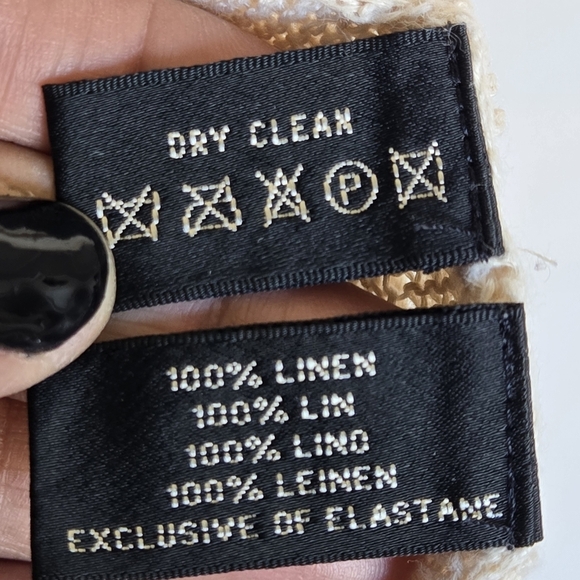 DRY CLEAN
P
100% LINEN
100% LIN
100% LINO
100% LEINEN
EXCLUSIVE OF ELASTANE